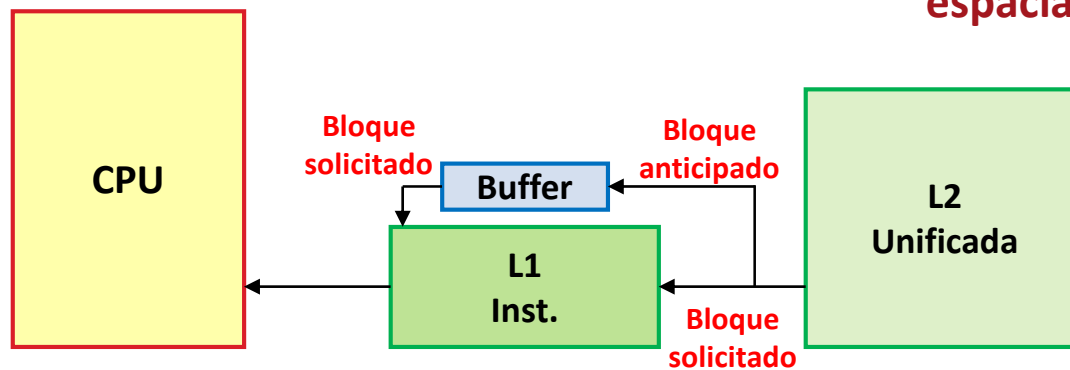 espacia
Bloque
solicitado
Bloque
anticipado
CPU
Buffer
L2
Unificada
L1
Inst.
Bloque
solicitado